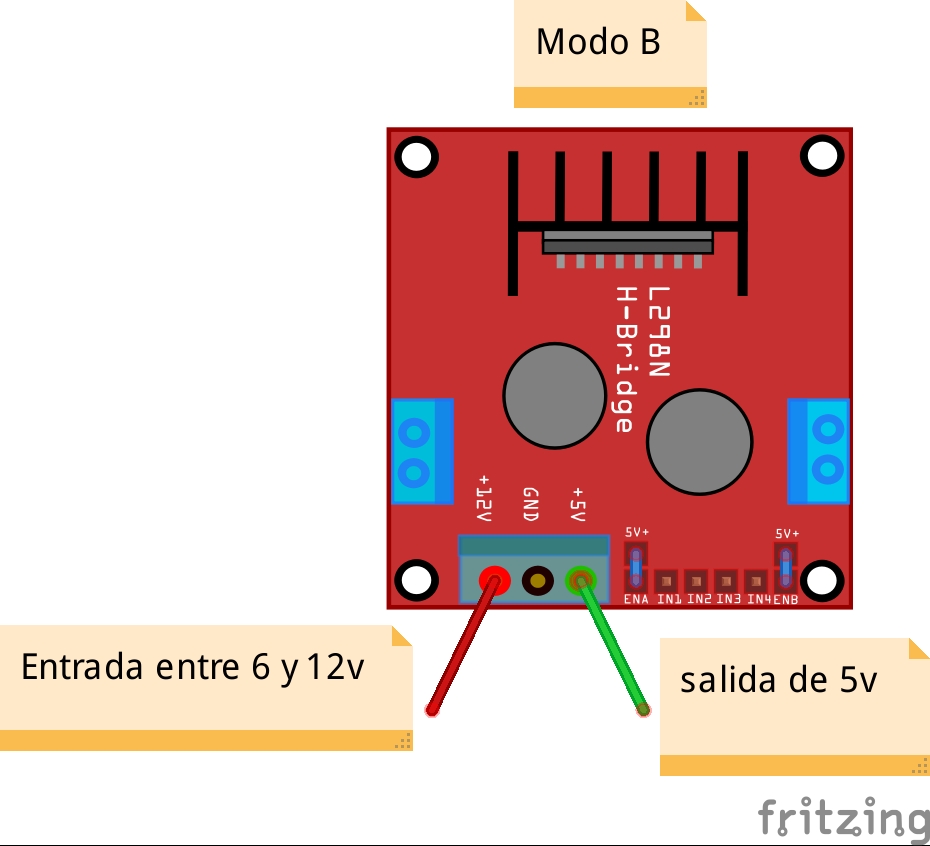 Modo B
L298N
H-Bridge
+12V
GND
+5V
5V+
5V+
ENA IN1 IN2 IN3 IN4 ENB
Entrada entre 6 y 12v
salida de 5v
fritzing